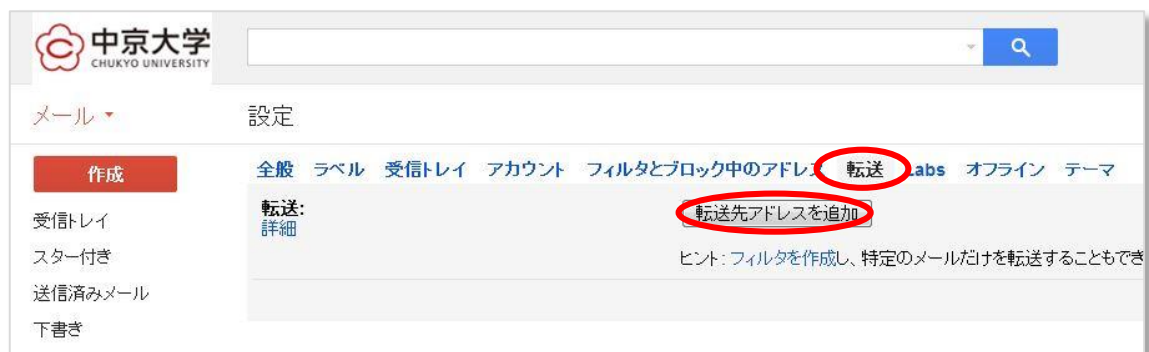 中京大学
CHUKYO UNIVERSITY
メール
設定
作成
全般 ラベル 受信トレイ アカウント フィルタとブロック中のアドレス 転送 Labs オフライン テーマ
転送:
詳細
転送先アドレスを追加
ヒント: フィルタを作成し、特定のメールだけを転送することもでき
受信トレイ
スター付き
送信済みメール
下書き